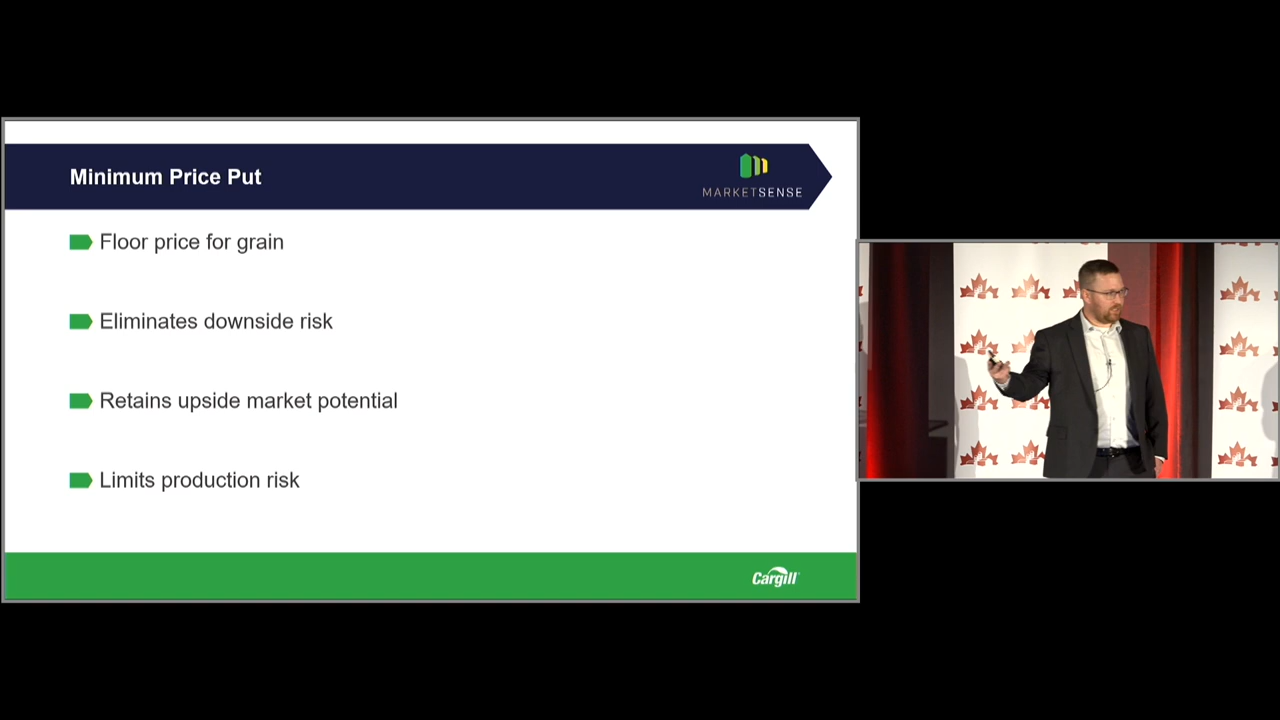 Minimum Price Put
MARKETSENSE
Floor price for grain
Eliminates downside risk
Retains upside market potential
Limits production risk
Cargill